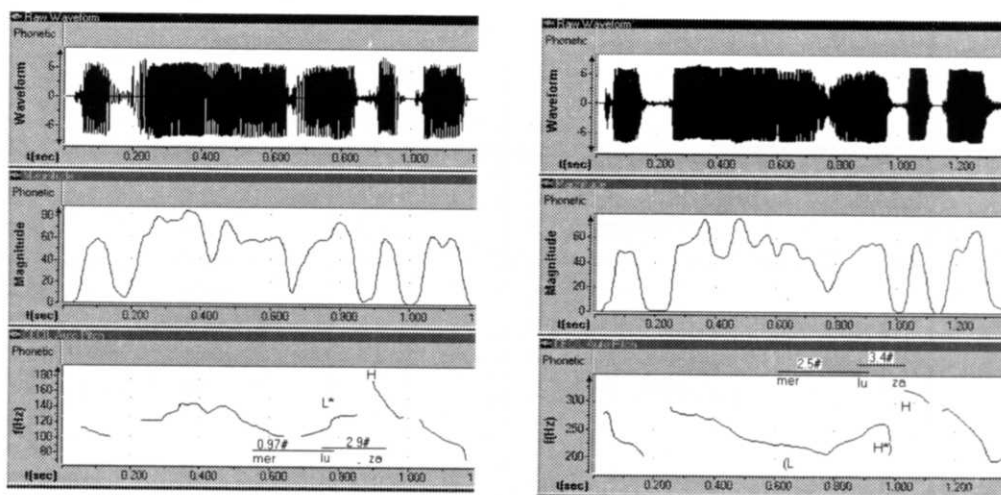 Raw Waveform
Phonetic
Waveform
6
0
-6
t(sec) 0.200 0.400 0.600 0.800 1.000 1
Magnitude
Phonetic
Magnitude
80
60
40
20
0
t(sec) 0.200 0.400 0.600 0.800 1.000
Phonetic
f(Hz)
180
160
140
120
100
80
H
L*
0.97# 2.9#
mer lu za
t(sec) 0.200 0.400 0.600 0.800 1.000
Raw Waveform
Phonetic
Waveform
6
0
-6
t(sec) 0.200 0.400 0.600 0.800 1.000 1.200
Phonetic
Magnitude
60
40
20
0
t(sec) 0.200 0.400 0.600 0.800 1.000 1.200
Phonetic
2.5# 3.4#
mer lu za
f(Hz)
300
250
200
H
(L H*)
t(sec) 0.200 0.400 0.600 0.800 1.000 1.200